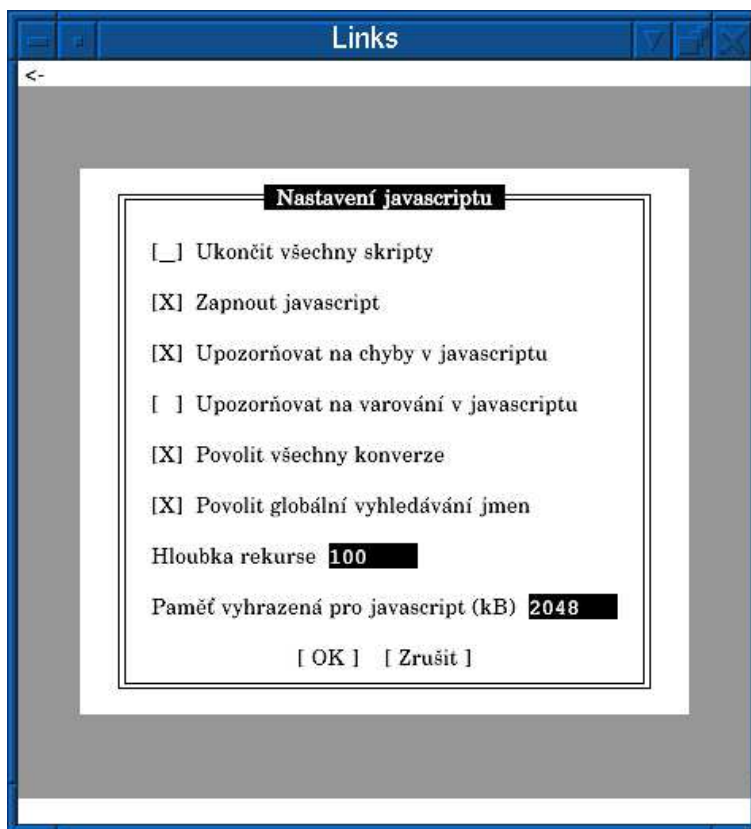 Links
<-
Nastavení javascriptu
[_] Ukončit všechny skripty
[X] Zapnout javascript
[X] Upozorňovat na chyby v javascriptu
[ ] Upozorňovat na varování v javascriptu
[X] Povolit všechny konverze
[X] Povolit globální vyhledávání jmen
Hloubka rekurse 100
Paměť vyhrazená pro javascript (kB) 2048
[ OK ] [ Zrušit ]